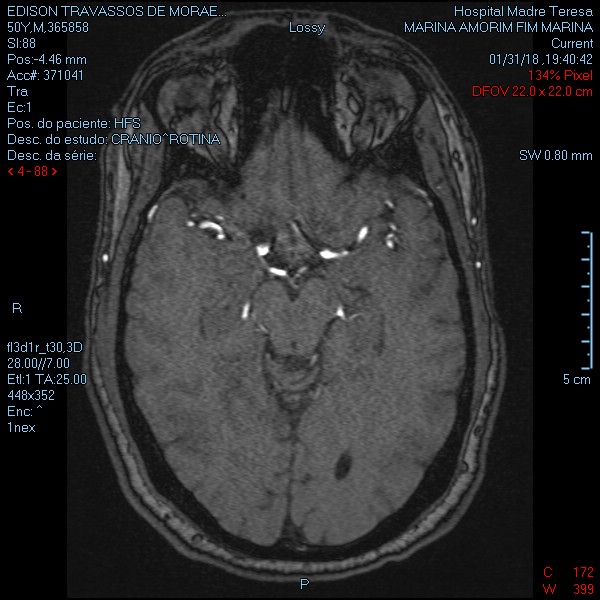 EDISON TRAVASSOS DE MORAE...
50Y,M,365858
Sl:88
Pos:-4.46 mm
Acc#: 371041
Tra
Ec:1
Pos. do paciente: HFS
Desc. do estudo: CRANIO^ROTINA
Desc. da série:
< 4 - 88 >
Lossy
Hospital Madre Teresa
MARINA AMORIM FIM MARINA
Current
01/31/18 ,19:40:42
134% Pixel
DFOV 22.0 x 22.0 cm
SW 0.80 mm
R
5 cm
fl3d1r_t30,3D
28.00//7.00
Etl:1 TA:25.00
448x352
Enc: ^
1nex
P
C 172
W 399